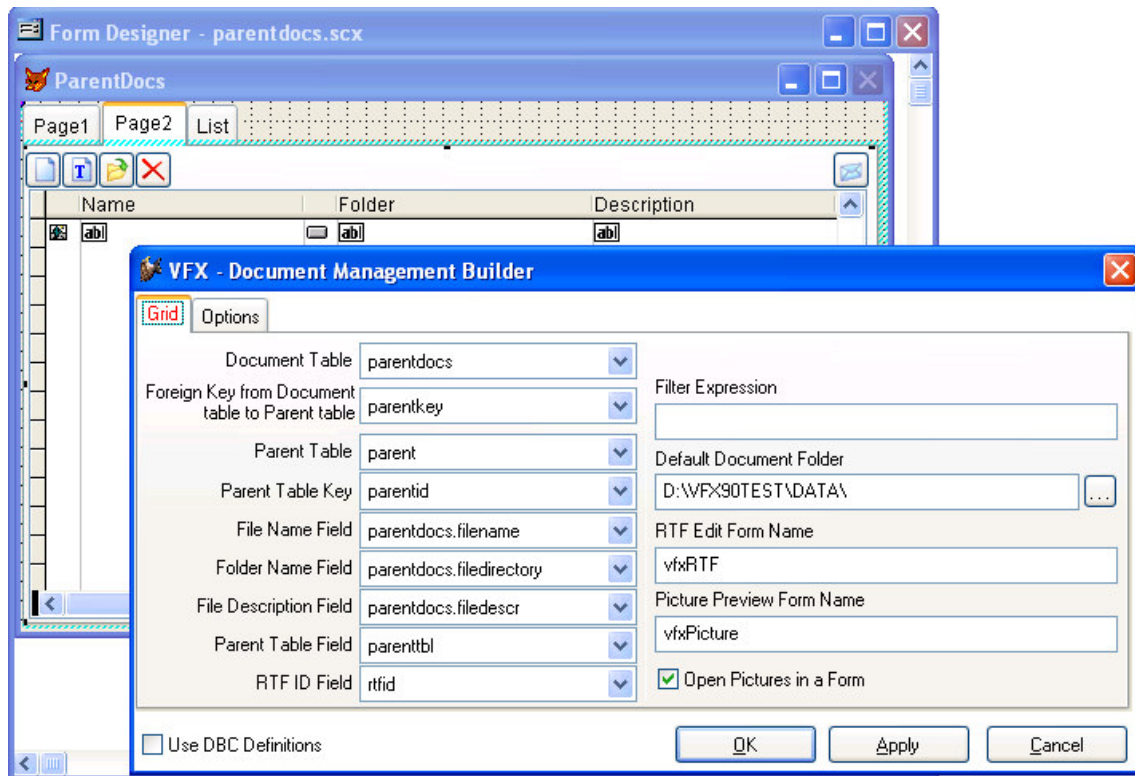 Form Designer - parentdocs.scx
ParentDocs
Page1 Page2 List
T
Name Folder Description
abl abl abl
VFX - Document Management Builder
Grid Options
Document Table parentdocs
Foreign Key from Document
table to Parent table parentkey
Parent Table parent
Parent Table Key parentid
File Name Field parentdocs.filename
Folder Name Field parentdocs.filedirectory
File Description Field parentdocs.filedescr
Parent Table Field parenttbl
RTF ID Field rtfid
Filter Expression
Default Document Folder
D:\VFX90TEST\DATA\ ...
RTF Edit Form Name
vfxRTF
Picture Preview Form Name
vfxPicture
Open Pictures in a Form
Use DBC Definitions
OK Apply Cancel